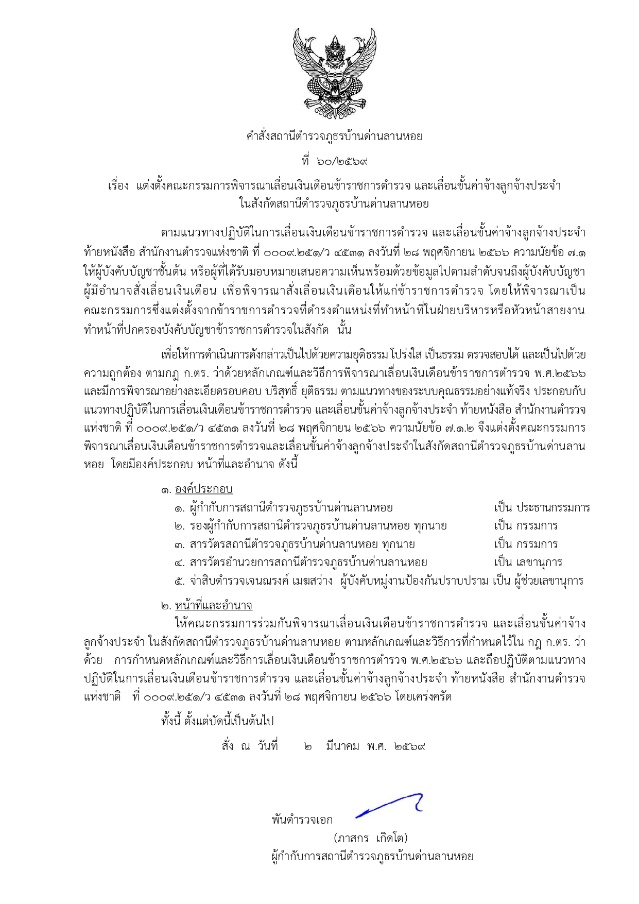 คำสั่งสถานีตำรวจภูธรบ้านด่านลานหอย
ที่ ๖๐/๒๕๖๙
เรื่อง แต่งตั้งคณะกรรมการพิจารณาเลื่อนเงินเดือนข้าราชการตำรวจ และเลื่อนขั้นค่าจ้างลูกจ้างประจำ
ในสังกัดสถานีตำรวจภูธรบ้านด่านลานหอย
ตามแนวทางปฏิบัติในการเลื่อนเงินเดือนข้าราชการตำรวจ และเลื่อนขั้นค่าจ้างลูกจ้างประจำ
ท้ายหนังสือ สำนักงานตำรวจแห่งชาติ ที่ ๐๐๐๙.๒๕๑/ว ๔๕๓๑ ลงวันที่ ๒๘ พฤศจิกายน ๒๕๖๖ ความนัยข้อ ๗.๑
ให้ผู้บังคับบัญชาชั้นต้น หรือผู้ที่ได้รับมอบหมายเสนอความเห็นพร้อมด้วยข้อมูลไปตามลำดับจนถึงผู้บังคับบัญชา
ผู้มีอำนาจสั่งเลื่อนเงินเดือน เพื่อพิจารณาสั่งเลื่อนเงินเดือนให้แก่ข้าราชการตำรวจ โดยให้พิจารณาเป็น
คณะกรรมการซึ่งแต่งตั้งจากข้าราชการตำรวจที่ดำรงตำแหน่งที่ทำหน้าที่ในฝ่ายบริหารหรือหัวหน้าสายงาน
ทำหน้าที่ปกครองบังคับบัญชาข้าราชการตำรวจในสังกัด นั้น
เพื่อให้การดำเนินการดังกล่าวเป็นไปด้วยความยุติธรรม โปร่งใส เป็นธรรม ตรวจสอบได้ และเป็นไปด้วย
ความถูกต้อง ตามกฎ ก.ตร. ว่าด้วยหลักเกณฑ์และวิธีการพิจารณาเลื่อนเงินเดือนข้าราชการตำรวจ พ.ศ.๒๕๖๖
และมีการพิจารณาอย่างละเอียดรอบคอบ บริสุทธิ์ ยุติธรรม ตามแนวทางของระบบคุณธรรมอย่างแท้จริง ประกอบกับ
แนวทางปฏิบัติในการเลื่อนเงินเดือนข้าราชการตำรวจ และเลื่อนขั้นค่าจ้างลูกจ้างประจำ ท้ายหนังสือ สำนักงานตำรวจ
แห่งชาติ ที่ ๐๐๐๙.๒๕๑/ว ๔๕๓๑ ลงวันที่ ๒๘ พฤศจิกายน ๒๕๖๖ ความนัยข้อ ๗.๑.๒ จึงแต่งตั้งคณะกรรมการ
พิจารณาเลื่อนเงินเดือนข้าราชการตำรวจและเลื่อนขั้นค่าจ้างลูกจ้างประจำในสังกัดสถานีตำรวจภูธรบ้านด่านลาน
หอย โดยมีองค์ประกอบ หน้าที่และอำนาจ ดังนี้
๑. องค์ประกอบ
๑. ผู้กำกับการสถานีตำรวจภูธรบ้านด่านลานหอย เป็น ประธานกรรมการ
๒. รองผู้กำกับการสถานีตำรวจภูธรบ้านด่านลานหอย ทุกนาย เป็น กรรมการ
๓. สารวัตรสถานีตำรวจภูธรบ้านด่านลานหอย ทุกนาย เป็น กรรมการ
๔. สารวัตรอำนวยการสถานีตำรวจภูธรบ้านด่านลานหอย เป็น เลขานุการ
๕. จ่าสิบตำรวจเจนณรงค์ เมฆสว่าง ผู้บังคับหมู่งานป้องกันปราบปราม เป็น ผู้ช่วยเลขานุการ
๒. หน้าที่และอำนาจ
ให้คณะกรรมการร่วมกันพิจารณาเลื่อนเงินเดือนข้าราชการตำรวจ และเลื่อนขั้นค่าจ้าง
ลูกจ้างประจำ ในสังกัดสถานีตำรวจภูธรบ้านด่านลานหอย ตามหลักเกณฑ์และวิธีการที่กำหนดไว้ใน กฎ ก.ตร. ว่า
ด้วย การกำหนดหลักเกณฑ์และวิธีการเลื่อนเงินเดือนข้าราชการตำรวจ พ.ศ.๒๕๖๖ และถือปฏิบัติตามแนวทาง
ปฏิบัติในการเลื่อนเงินเดือนข้าราชการตำรวจ และเลื่อนขั้นค่าจ้างลูกจ้างประจำ ท้ายหนังสือ สำนักงานตำรวจ
แห่งชาติ ที่ ๐๐๐๙.๒๕๑/ว ๔๕๓๑ ลงวันที่ ๒๘ พฤศจิกายน ๒๕๖๖ โดยเคร่งครัด
ทั้งนี้ ตั้งแต่บัดนี้เป็นต้นไป
สั่ง ณ วันที่ ๒ มีนาคม พ.ศ. ๒๕๖๙
พันตำรวจเอก
(ภาสกร เกิดโต)
ผู้กำกับการสถานีตำรวจภูธรบ้านด่านลานหอย